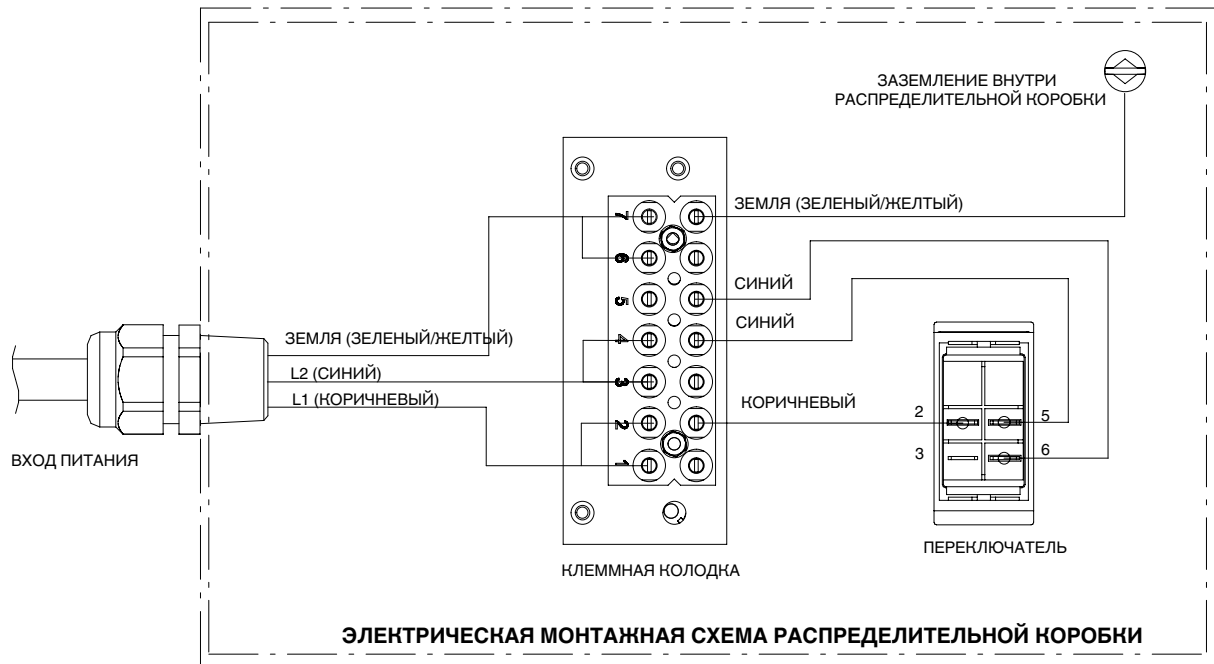 ЗАЗЕМЛЕНИЕ ВНУТРИ
РАСПРЕДЕЛИТЕЛЬНОЙ КОРОБКИ
7
ЗЕМЛЯ (ЗЕЛЕНЫЙ/ЖЕЛТЫЙ)
6
5
СИНИЙ
4
СИНИЙ
ЗЕМЛЯ (ЗЕЛЕНЫЙ/ЖЕЛТЫЙ)
L2 (СИНИЙ)
3
L1 (КОРИЧНЕВЫЙ)
2
КОРИЧНЕВЫЙ
1
2
5
3
6
ВХОД ПИТАНИЯ
ПЕРЕКЛЮЧАТЕЛЬ
КЛЕММНАЯ КОЛОДКА
ЭЛЕКТРИЧЕСКАЯ МОНТАЖНАЯ СХЕМА РАСПРЕДЕЛИТЕЛЬНОЙ КОРОБКИ